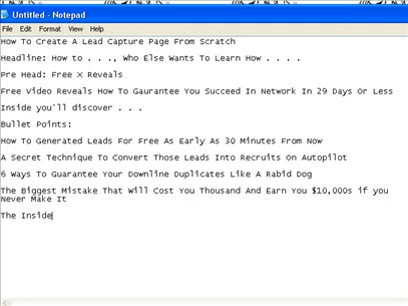 Untitled - Notepad
File Edit Format View Help
How To Create A Lead Capture Page From Scratch
Headline: How to . . ., Who Else Wants To Learn How . . . .
Pre Head: Free X Reveals
Free Video Reveals How To Gaurantee You Succeed In Network In 29 Days Or Less
Inside you'll discover . . .
Bullet Points:
How To Generated Leads For Free As Early As 30 Minutes From Now
A Secret Technique To Convert Those Leads Into Recruits On Autopilot
6 Ways To Guarantee Your Downline Duplicates Like A Rabid Dog
The Biggest Mistake That Will Cost You Thousand And Earn You $10,000s if you
Never Make It
The Inside